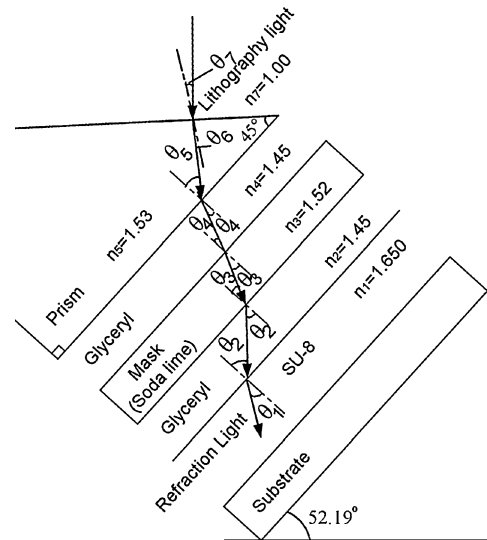 θ7
Lithography light
n7=1.00
θ6
45°
θ5
n4=1.45
θ4
θ4
n3=1.52
n5=1.53
θ3
θ3
n2=1.45
Prism
n1=1.650
Glyceryl
θ2
θ2
Mask
(Soda lime)
SU-8
Glyceryl
θ1
Refraction Light
Substrate
52.19°